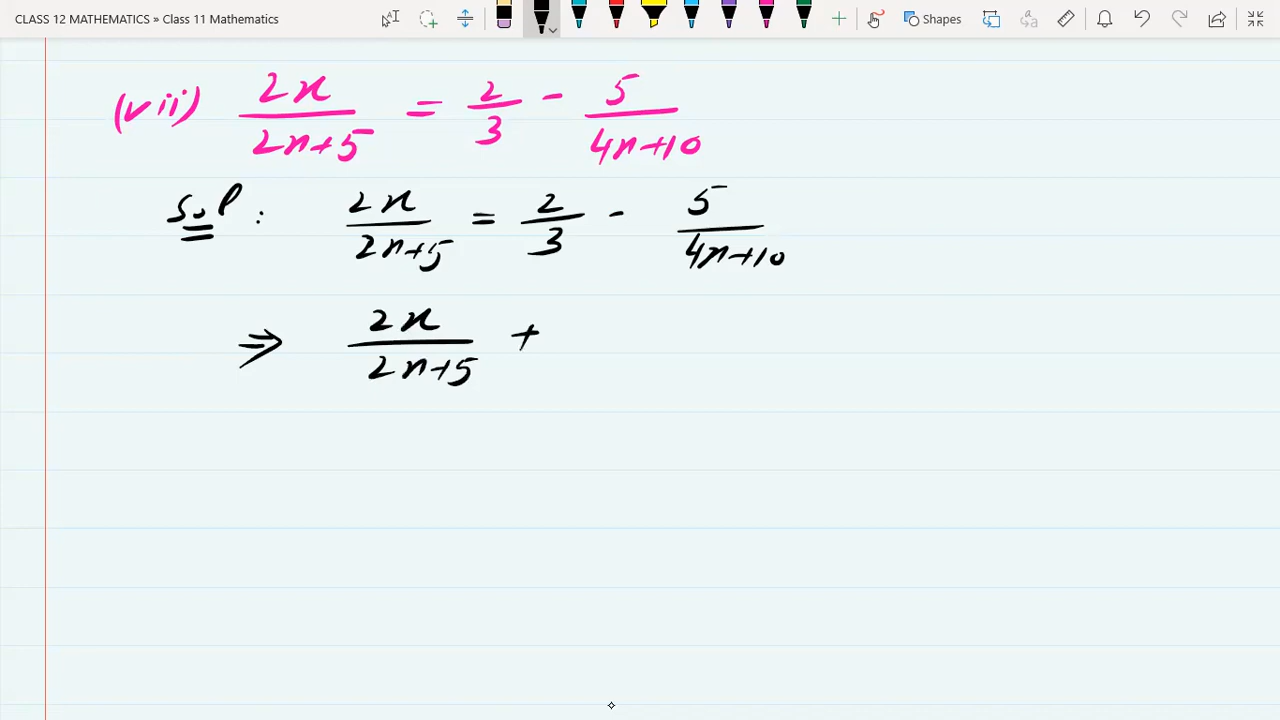 CLASS 12 MATHEMATICS » Class 11 Mathematics
Shapes
(vii) 2x/2x+5 = 2/3 - 5/4x+10
Sol: 2x/2x+5 = 2/3 - 5/4x+10
⇒ 2x/2x+5 +